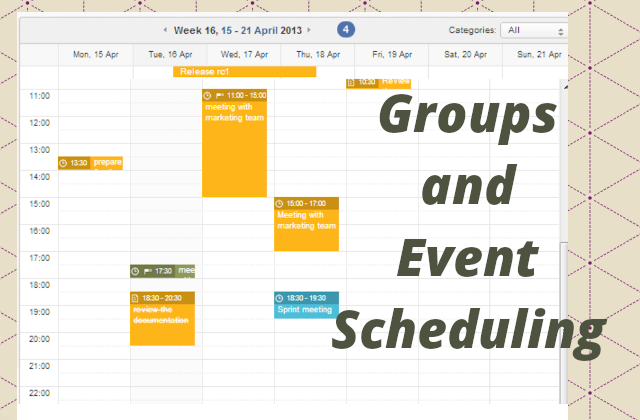 Week 16, 15 - 21 April 2013
4
Categories: All
Mon, 15 Apr Tue, 16 Apr Wed, 17 Apr Thu, 18 Apr Fri, 19 Apr Sat, 20 Apr Sun, 21 Apr
Release rc1
10:30 Review
11:00
11:00 - 15:00
meeting with
marketing team
12:00
13:00
13:30 prepare
14:00
15:00
15:00 - 17:00
Meeting with
marketing team
16:00
17:00
17:30 mee
18:00
18:30 - 20:30
review the
documentation
18:30 - 19:30
Sprint meeting
19:00
20:00
21:00
22:00
Groups
and
Event
Scheduling